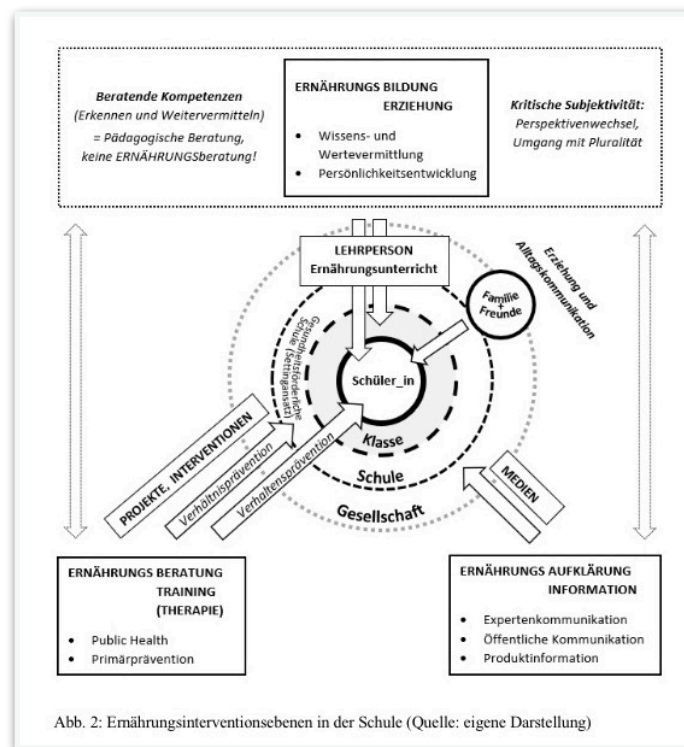 Beratende Kompetenzen
(Erkennen und Weitervermitteln)
= Pädagogische Beratung,
keine ERNÄHRUNGSberatung!
ERNÄHRUNGS BILDUNG
ERZIEHUNG
• Wissens- und
Wertevermittlung
• Persönlichkeitsentwicklung
Kritische Subjektivität:
Perspektivenwechsel,
Umgang mit Pluralität
LEHRPERSON
Ernährungsunterricht
Erziehung und
Alltagskommunikation
Familie
+
Freunde
Gesundheitsförderliche
Schule (Settingansatz)
Schüler_in
Klasse
Schule
Gesellschaft
PROJEKTE, INTERVENTIONEN
Verhältnisprävention
Verhaltensprävention
MEDIEN
ERNÄHRUNGS BERATUNG
TRAINING
(THERAPIE)
• Public Health
• Primärprävention
ERNÄHRUNGS AUFKLÄRUNG
INFORMATION
• Expertenkommunikation
• Öffentliche Kommunikation
• Produktinformation
Abb. 2: Ernährungsinterventionsebenen in der Schule (Quelle: eigene Darstellung)